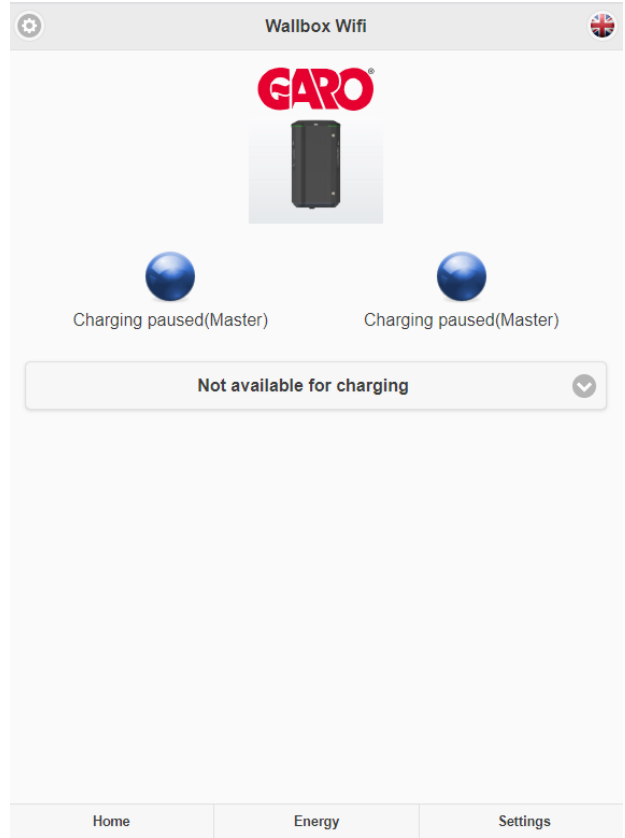 Wallbox Wifi
GARO®
Charging paused(Master)
Charging paused(Master)
Not available for charging
Home
Energy
Settings